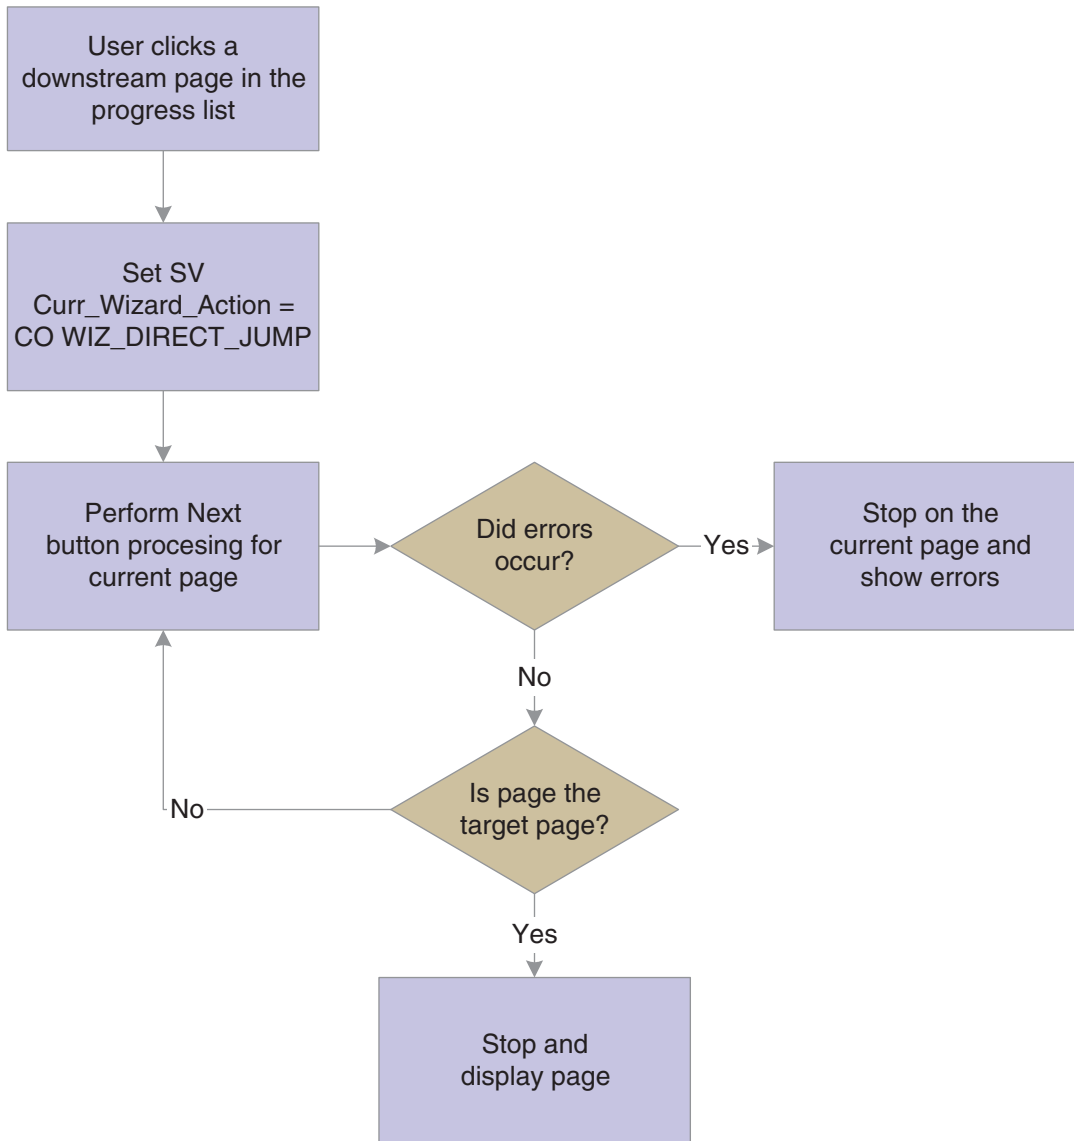 User clicks a
downstream page in the
progress list
Set SV
Curr_Wizard_Action =
CO WIZ_DIRECT_JUMP
Perform Next
button procesing for
current page
Did errors
occur?
Yes
Stop on the
current page and
show errors
No
Is page the
target page?
No
Yes
Stop and
display page